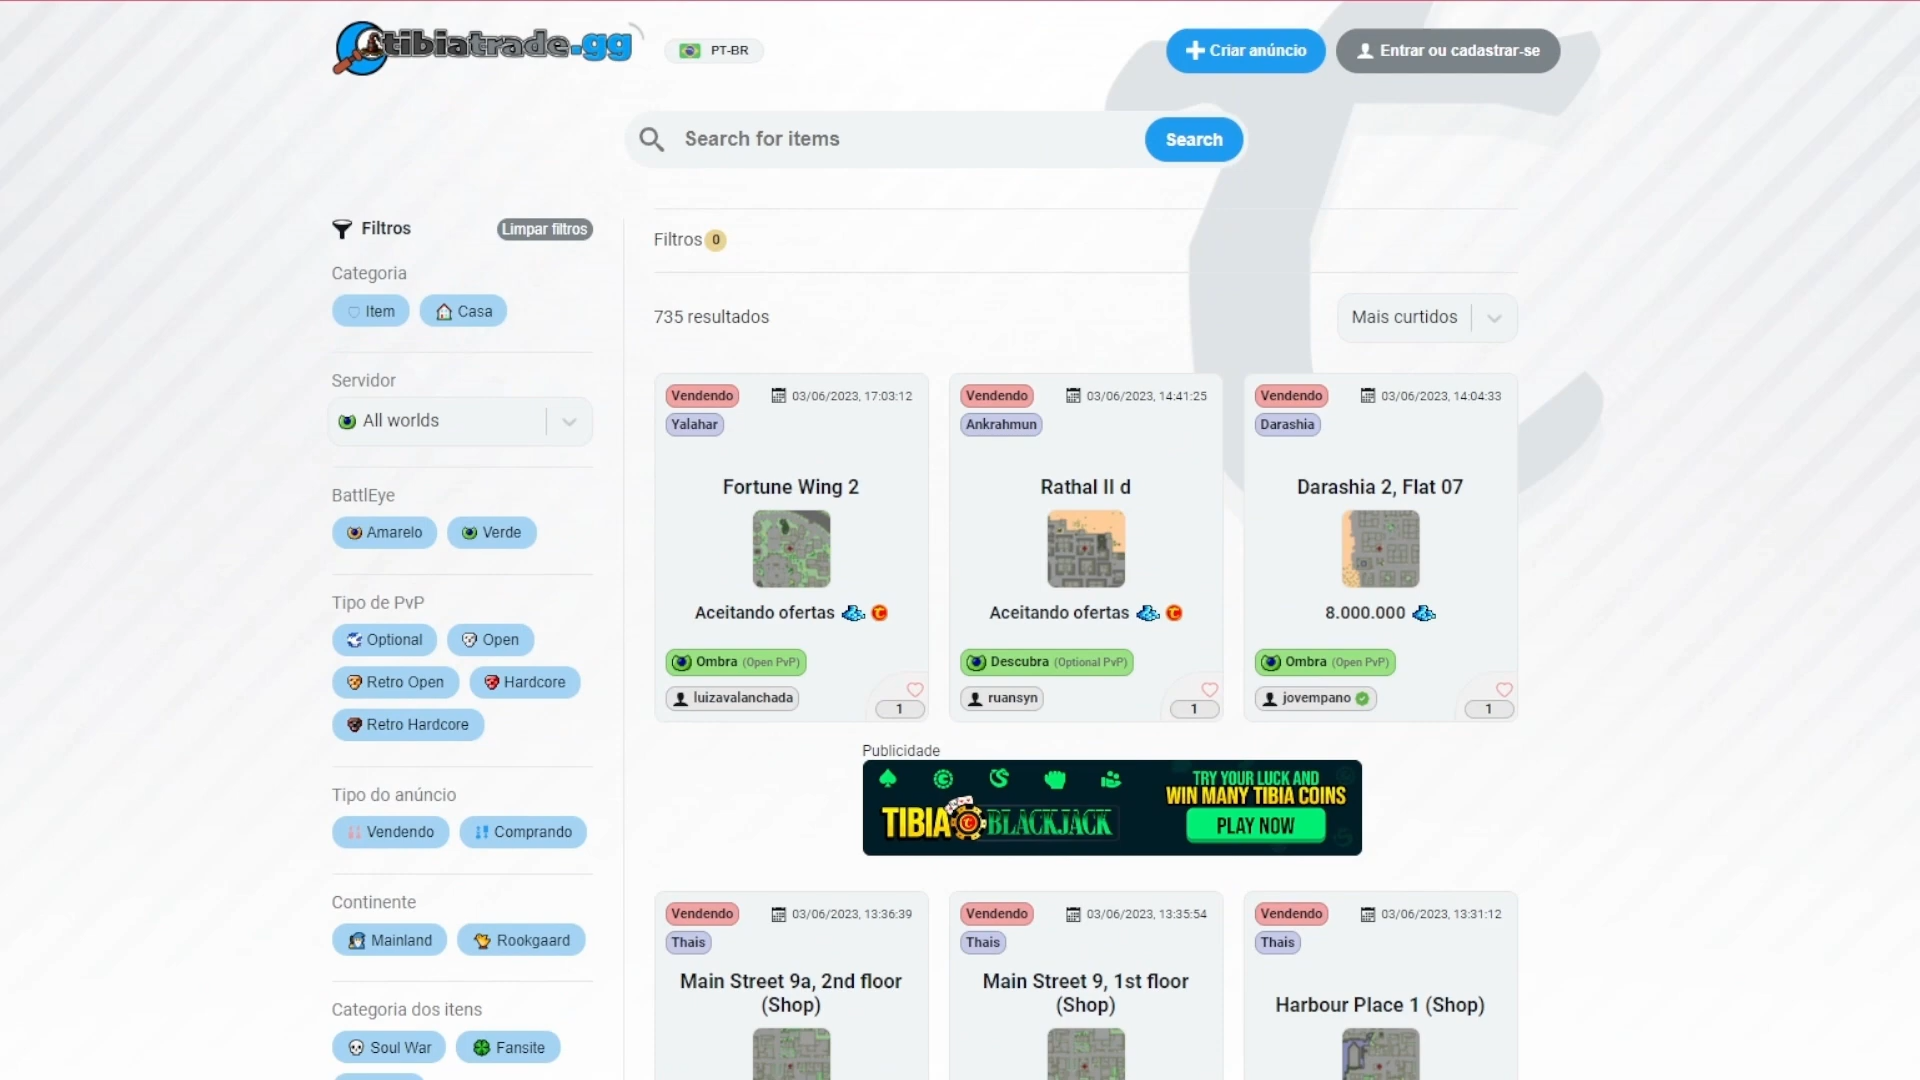 tibiatrade.gg
PT-BR
Criar anúncio
Entrar ou cadastrar-se
Search for items
Search
Filtros
Limpar filtros
Categoria
Item
Casa
Servidor
All worlds
BattlEye
Amarelo
Verde
Tipo de PvP
Optional
Open
Retro Open
Hardcore
Retro Hardcore
Tipo do anúncio
Vendendo
Comprando
Continente
Mainland
Rookgaard
Categoria dos itens
Soul War
Fansite
Filtros 0
735 resultados
Mais curtidos
Vendendo
03/06/2023, 17:03:12
Yalahar
Fortune Wing 2
Aceitando ofertas
Ombra (Open PvP)
luizavalanchada
1
Vendendo
03/06/2023, 14:41:25
Ankrahmun
Rathal II d
Aceitando ofertas
Descubra (Optional PvP)
ruansyn
1
Vendendo
03/06/2023, 14:04:33
Darashia
Darashia 2, Flat 07
8.000.000
Ombra (Open PvP)
jovempano
1
Publicidade
TIBIA BLACKJACK
TRY YOUR LUCK AND
WIN MANY TIBIA COINS
PLAY NOW
Vendendo
03/06/2023, 13:36:39
Thais
Main Street 9a, 2nd floor
(Shop)
Vendendo
03/06/2023, 13:35:54
Thais
Main Street 9, 1st floor
(Shop)
Vendendo
03/06/2023, 13:31:12
Thais
Harbour Place 1 (Shop)